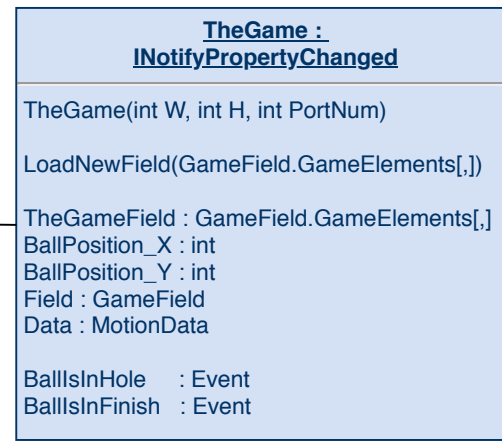 TheGame :
INotifyPropertyChanged
TheGame(int W, int H, int PortNum)
LoadNewField(GameField.GameElements[,])
TheGameField : GameField.GameElements[,]
BallPosition_X : int
BallPosition_Y : int
Field : GameField
Data : MotionData
BallIsInHole : Event
BallIsInFinish : Event